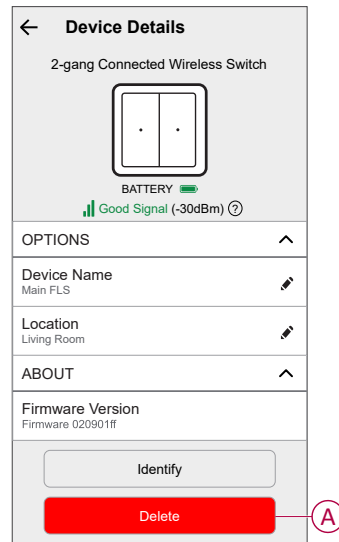 Device Details
2-gang Connected Wireless Switch
BATTERY
Good Signal (-30dBm) ?
OPTIONS
Device Name
Main FLS
Location
Living Room
ABOUT
Firmware Version
Firmware 020901ff
Identify
Delete
A